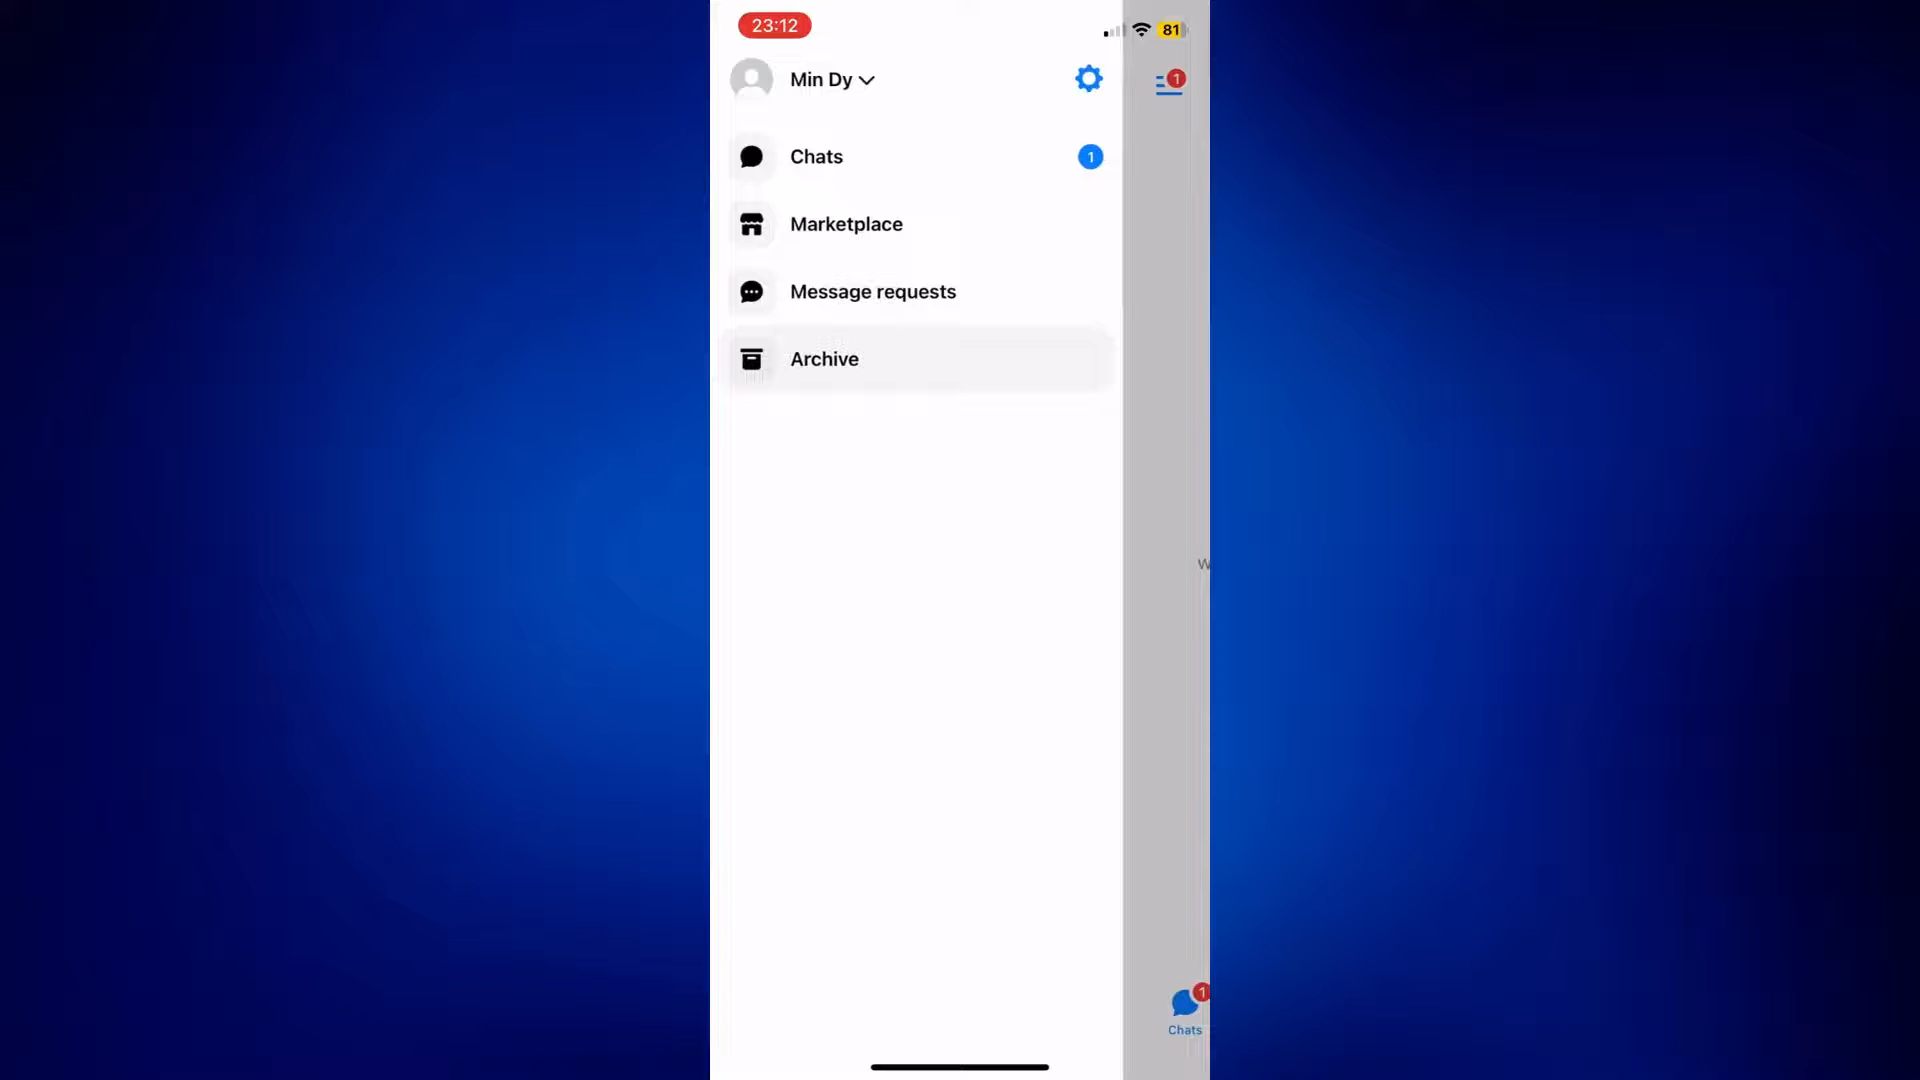 23:12
81
Min Dy
1
Chats
1
Marketplace
Message requests
Archive
W
1
Chats